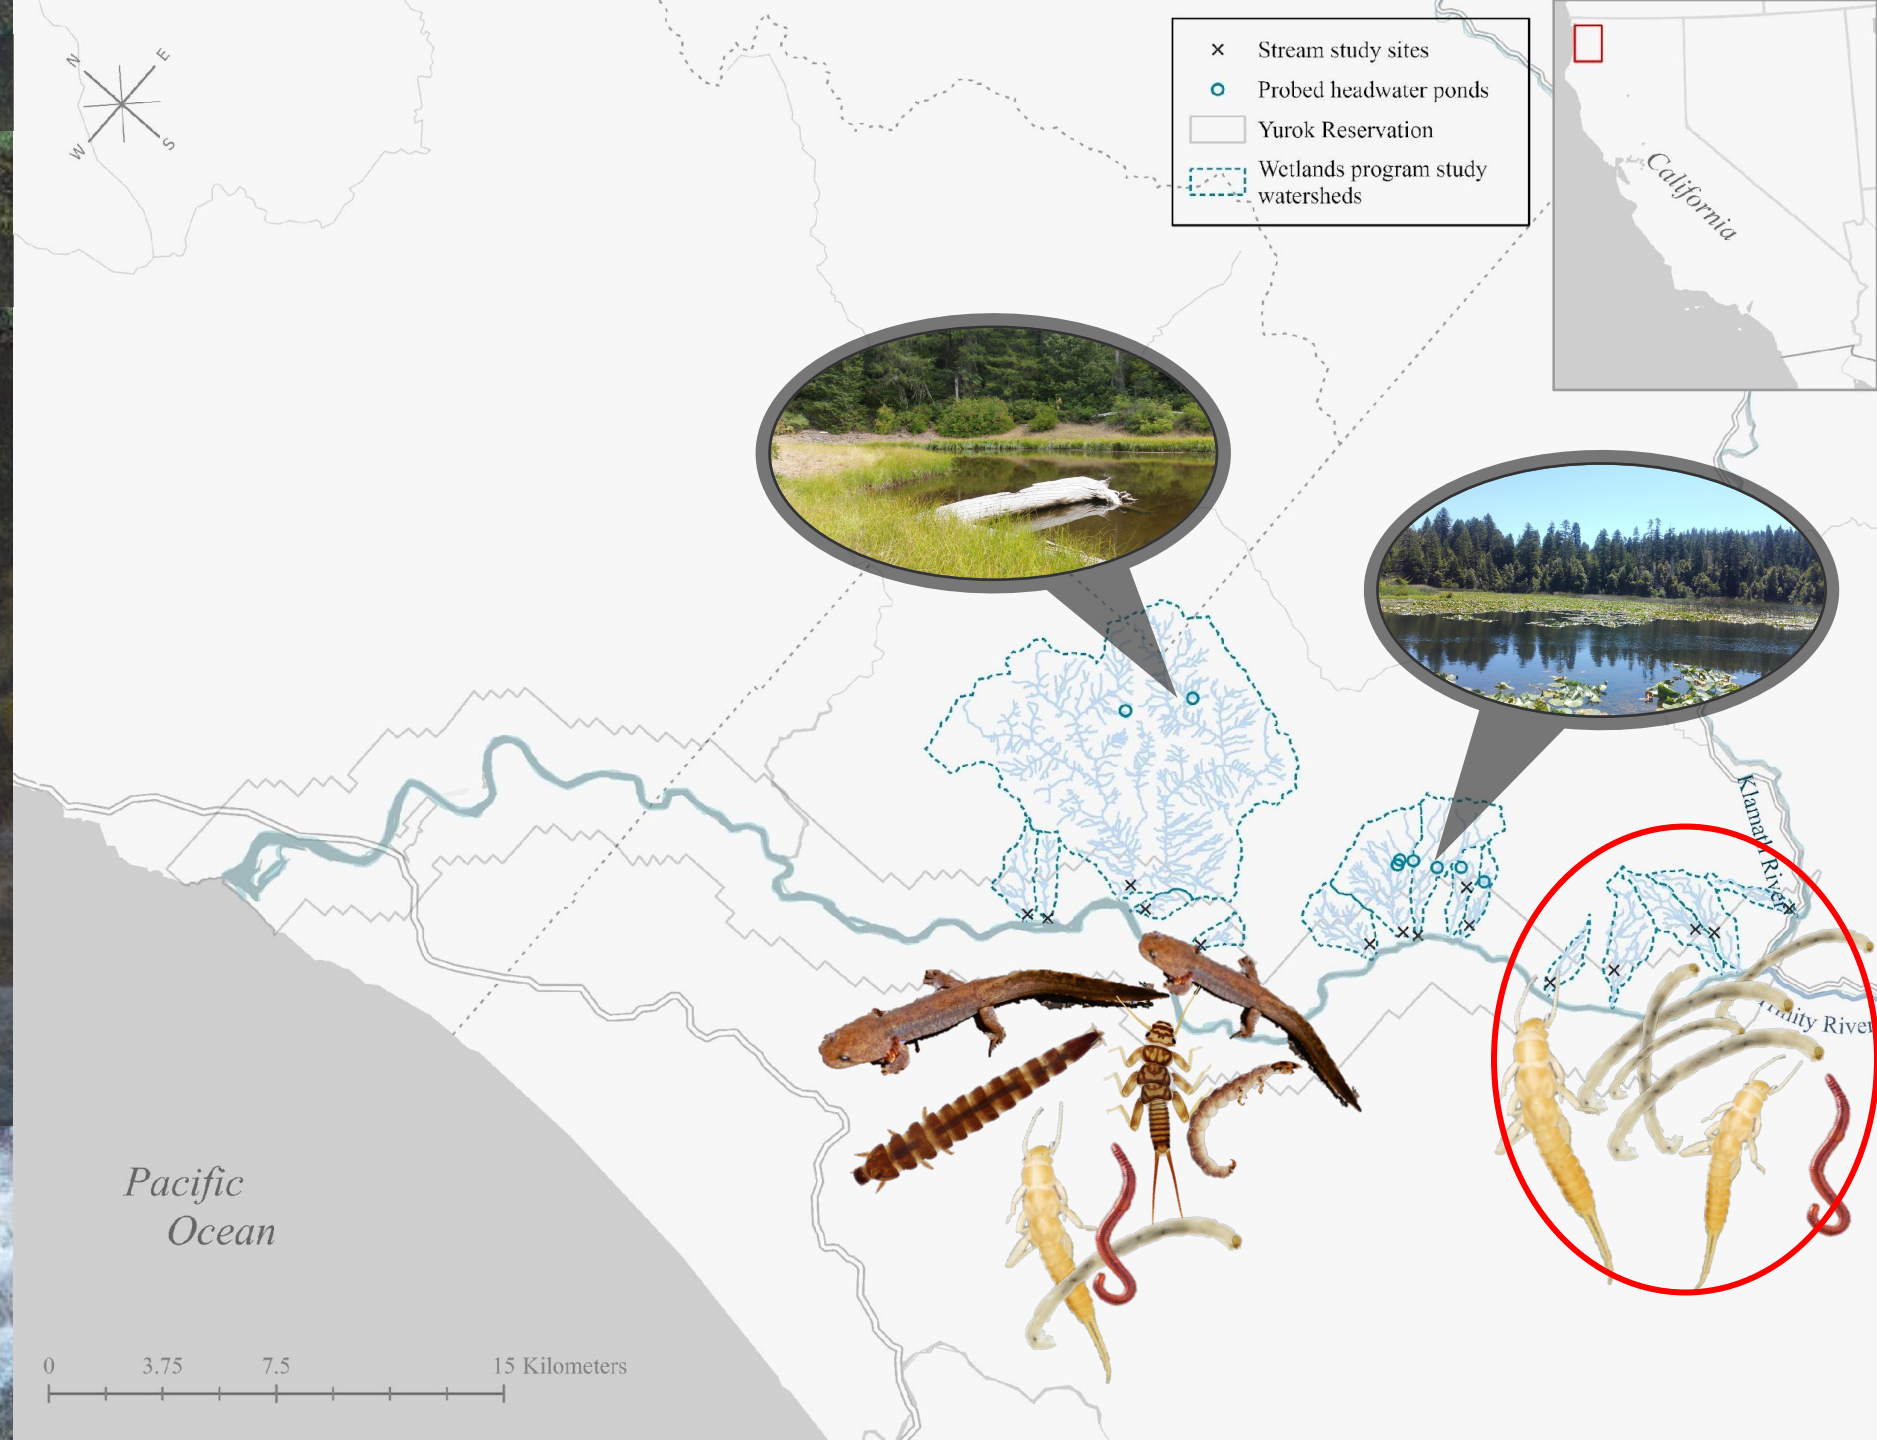 N
E
W
S
Stream study sites
Probed headwater ponds
Yurok Reservation
Wetlands program study
watersheds
California
Klamath River
River
Pacific
Ocean
0 3.75 7.5 15 Kilometers